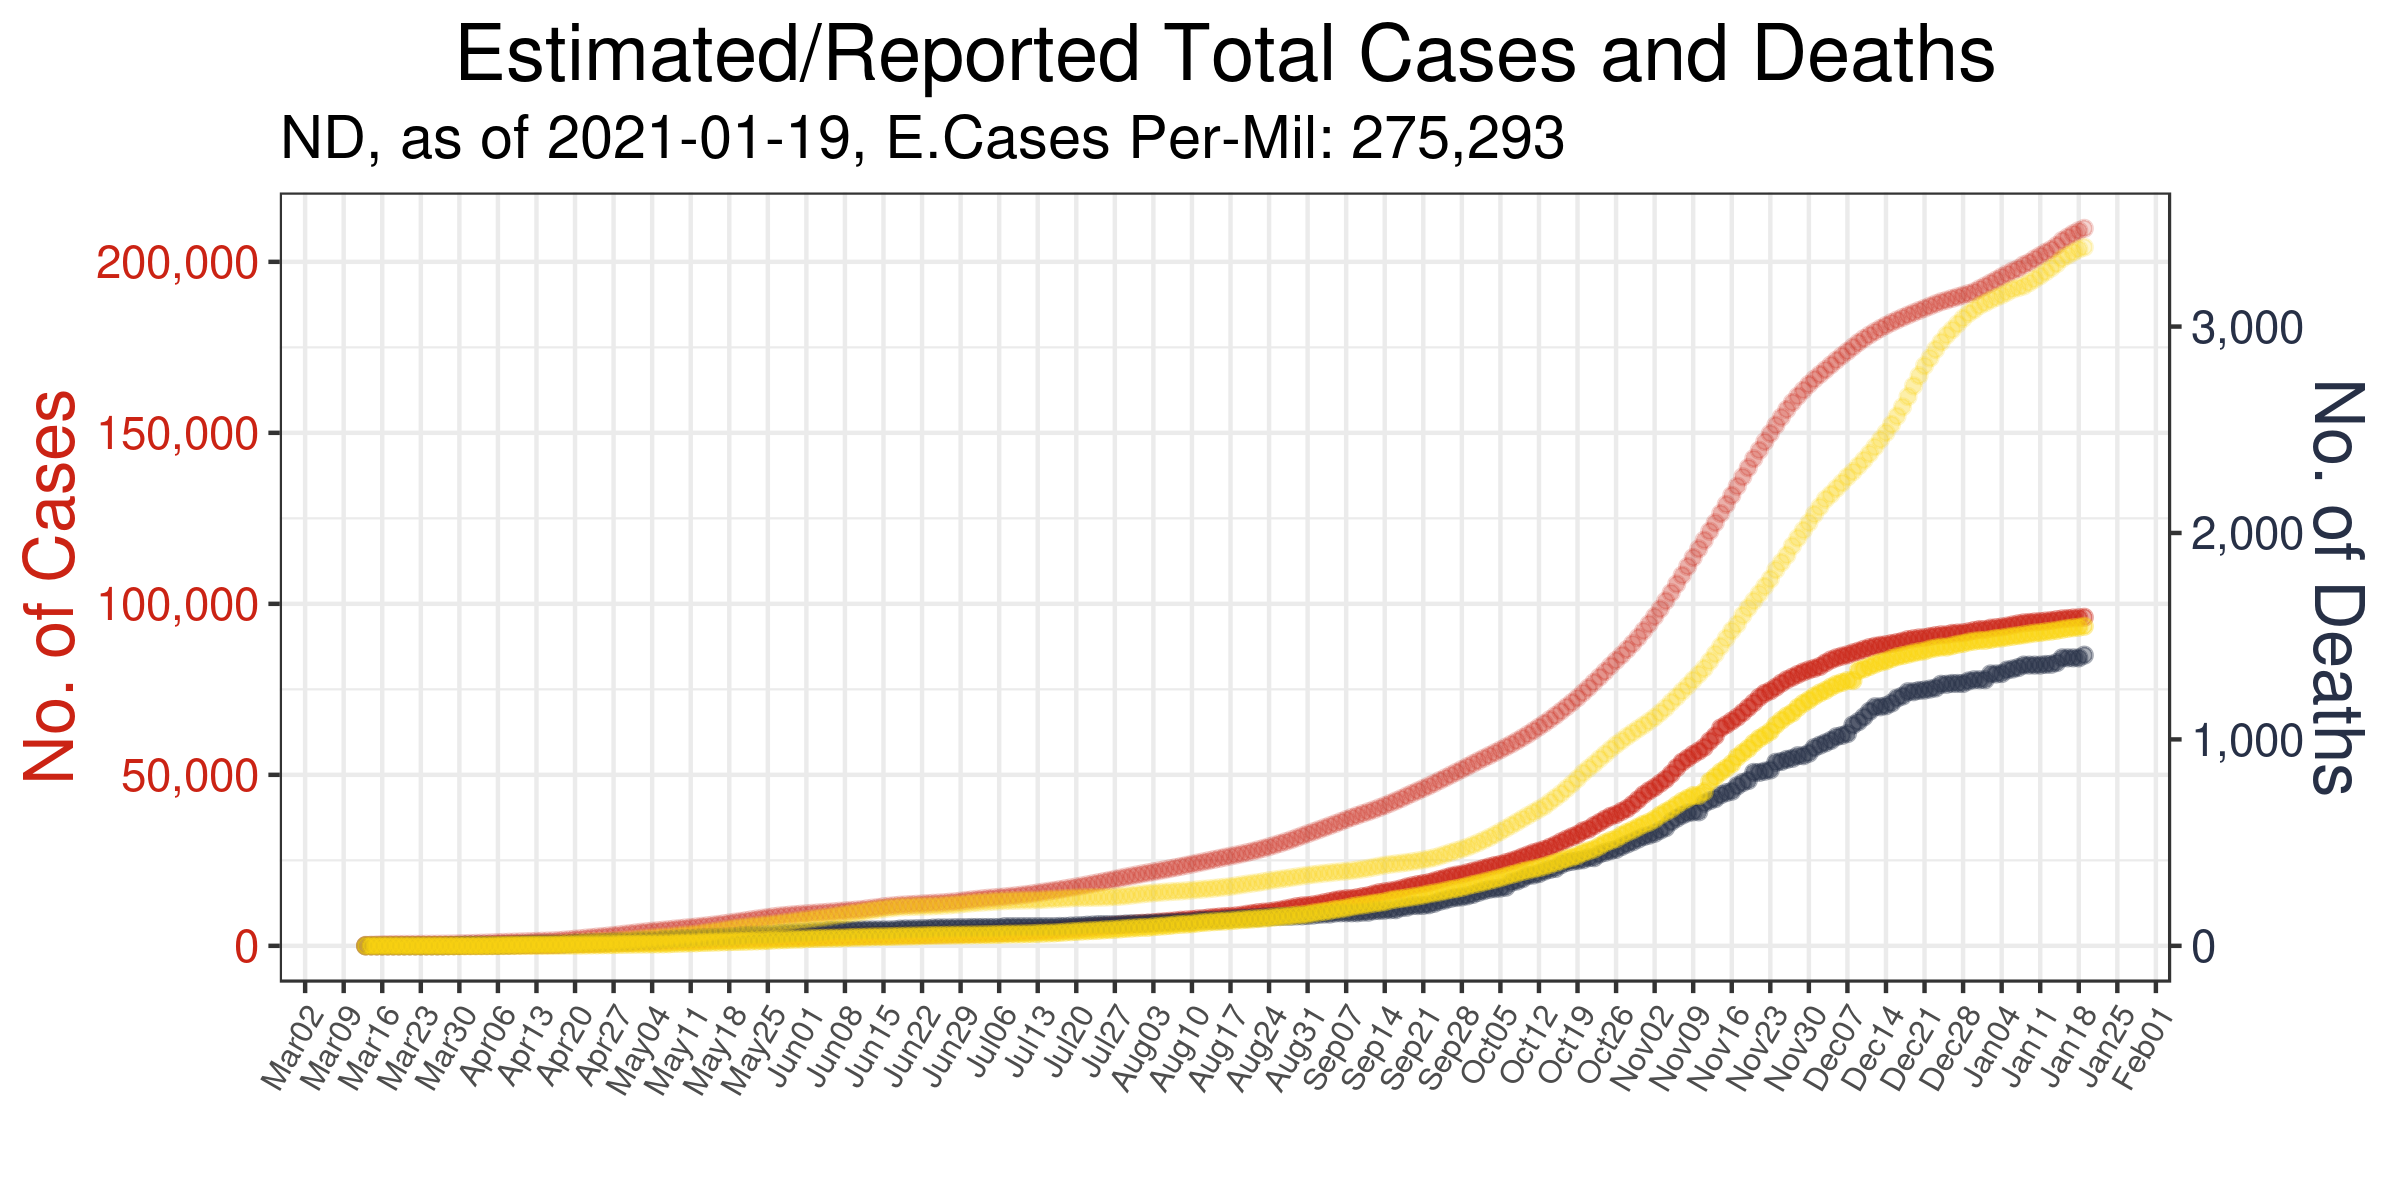 Estimated/Reported Total Cases and Deaths
ND, as of 2021-01-19, E.Cases Per-Mil: 275,293
No. of Cases
200,000
150,000
100,000
50,000
0
3,000
2,000
1,000
0
No. of Deaths
Mar02
Mar09
Mar16
Mar23
Mar30
Apr06
Apr13
Apr20
Apr27
May04
May11
May18
May25
Jun01
Jun08
Jun15
Jun22
Jun29
Jul06
Jul13
Jul20
Jul27
Aug03
Aug10
Aug17
Aug24
Aug31
Sep07
Sep14
Sep21
Sep28
Oct05
Oct12
Oct19
Oct26
Nov02
Nov09
Nov16
Nov23
Nov30
Dec07
Dec14
Dec21
Dec28
Jan04
Jan11
Jan18
Jan25
Feb01